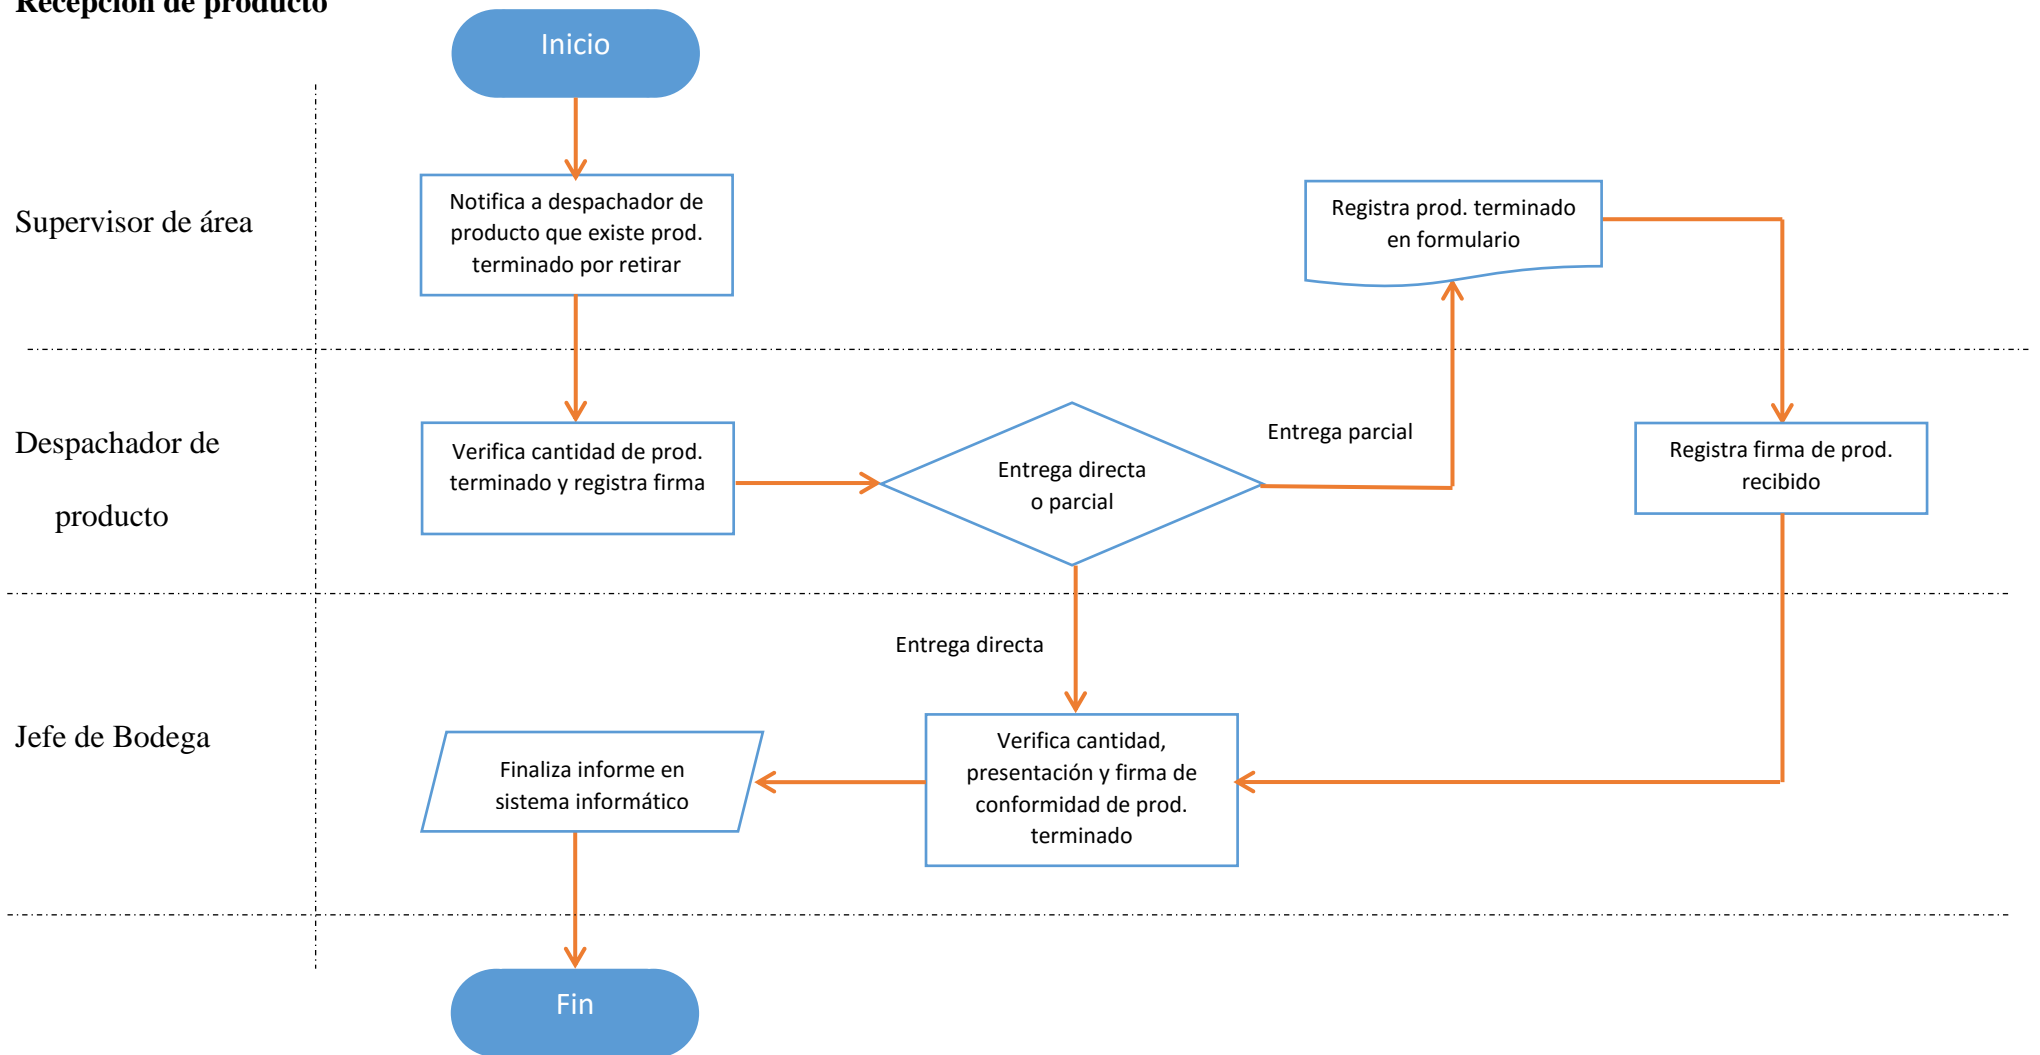 Recepción de producto
Inicio
Supervisor de área
Notifica a despachador de
producto que existe prod.
terminado por retirar
Registra prod. terminado
en formulario
Despachador de
producto
Verifica cantidad de prod.
terminado y registra firma
Entrega directa
o parcial
Entrega parcial
Registra firma de prod.
recibido
Entrega directa
Jefe de Bodega
Finaliza informe en
sistema informático
Verifica cantidad,
presentación y firma de
conformidad de prod.
terminado
Fin